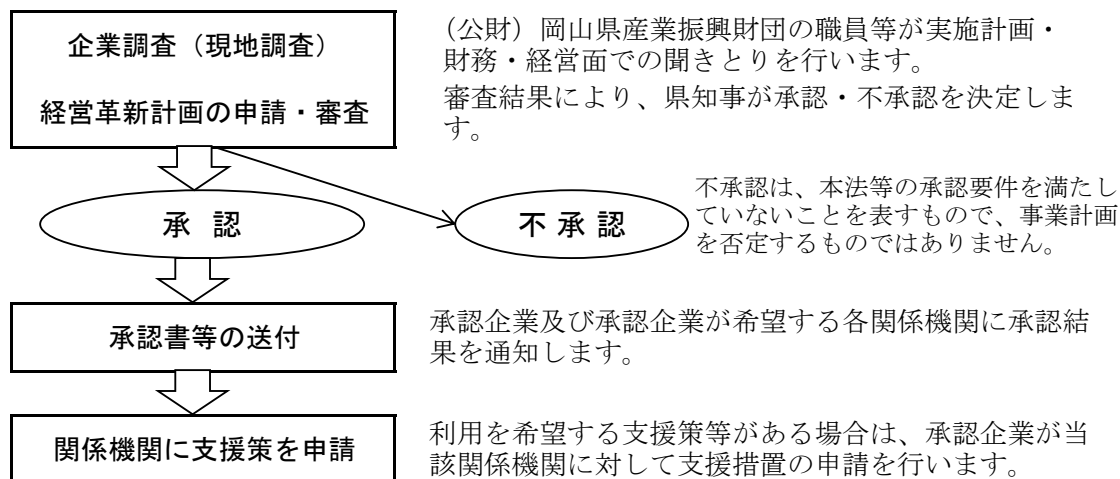 企業調査（現地調査）
経営革新計画の申請・審査
（公財）岡山県産業振興財団の職員等が実施計画・
財務・経営面での聞きとりを行います。
審査結果により、県知事が承認・不承認を決定しま
す。
承 認
不 承 認
不承認は、本法等の承認要件を満たし
ていないことを表すもので、事業計画
を否定するものではありません。
承認書等の送付
承認企業及び承認企業が希望する各関係機関に承認結
果を通知します。
関係機関に支援策を申請
利用を希望する支援策等がある場合は、承認企業が当
該関係機関に対して支援措置の申請を行います。